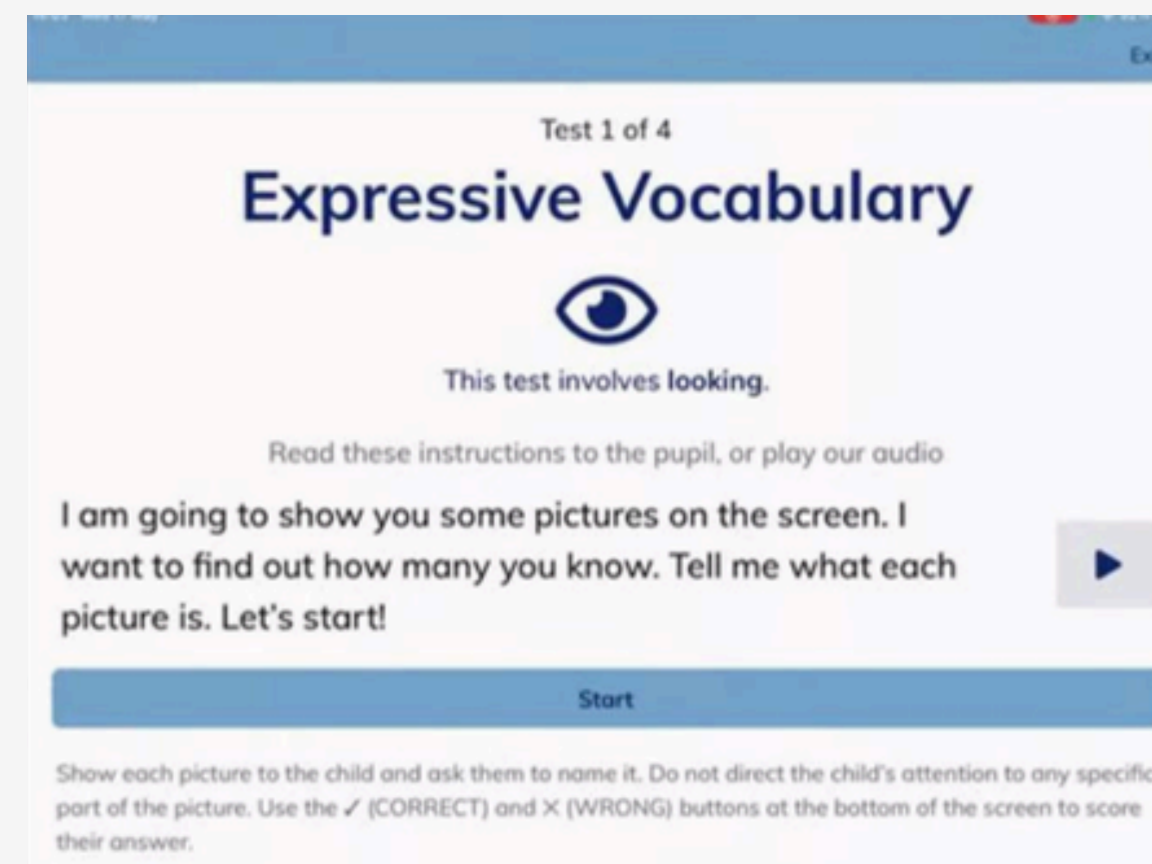 Test 1 of 4
Expressive Vocabulary
This test involves looking.
Read these instructions to the pupil, or play our audio
I am going to show you some pictures on the screen. I
want to find out how many you know. Tell me what each
picture is. Let's start!
Start
Show each picture to the child and ask them to name it. Do not direct the child's attention to any specific
part of the picture. Use the ✓ (CORRECT) and ✕ (WRONG) buttons at the bottom of the screen to score
their answer.